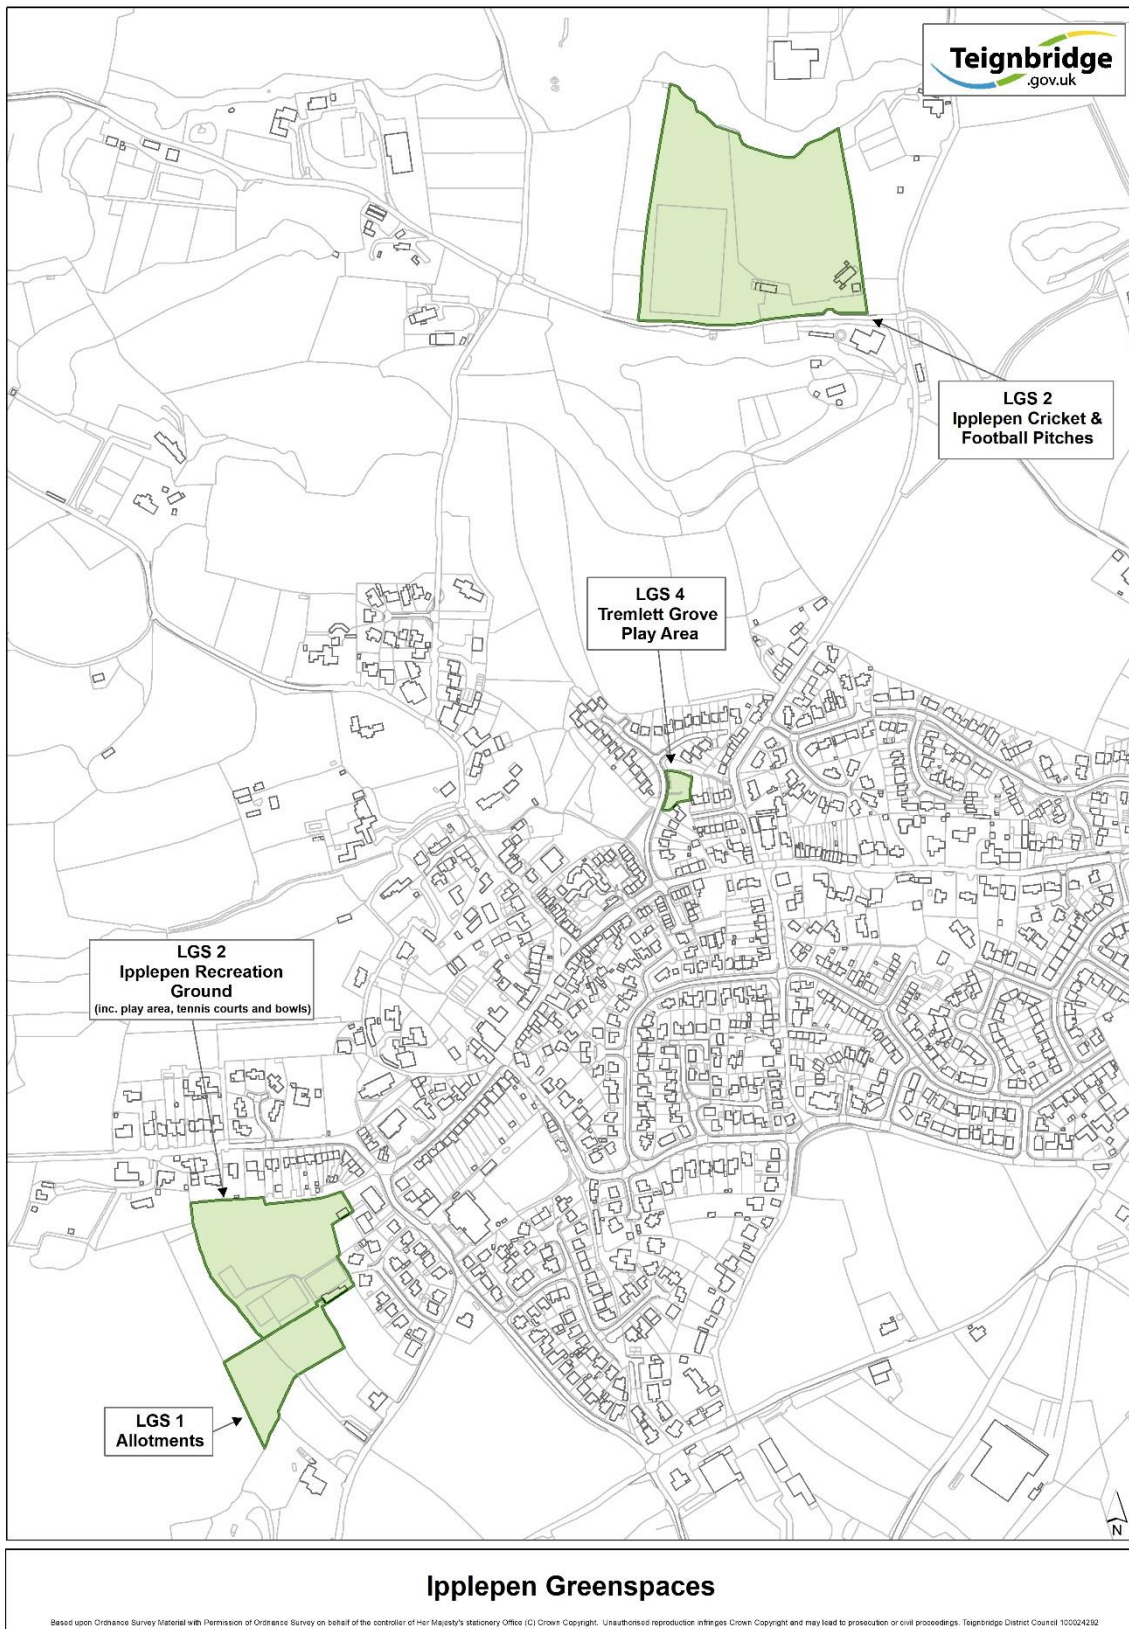 Teignbridge
.gov.uk
LGS 2
Ipplepen Cricket &
Football Pitches
LGS 4
Tremlett Grove
Play Area
LGS 2
Ipplepen Recreation
Ground
(inc. play area, tennis courts and bowls)
LGS 1
Allotments
N
Ipplepen Greenspaces
Based upon Ordnance Survey Material with Permission of Ordnance Survey on behalf of the controller of Her Majesty's stationery Office (C) Crown Copyright. Unauthorised reproduction infringes Crown Copyright and may lead to prosecution or civil proceedings. Teignbridge District Council 100024292